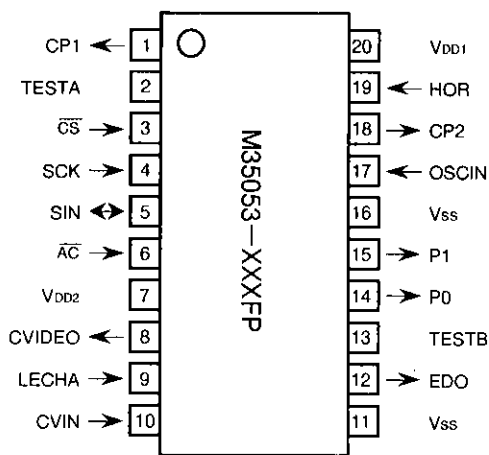 CP1 1
TESTA 2
CS 3
SCK 4
SIN 5
AC 6
VDD2 7
CVIDEO 8
LECHA 9
CVIN 10
M35053-XXXFP
20 VDD1
19 HOR
18 CP2
17 OSCIN
16 Vss
15 P1
14 P0
13 TESTB
12 EDO
11 Vss